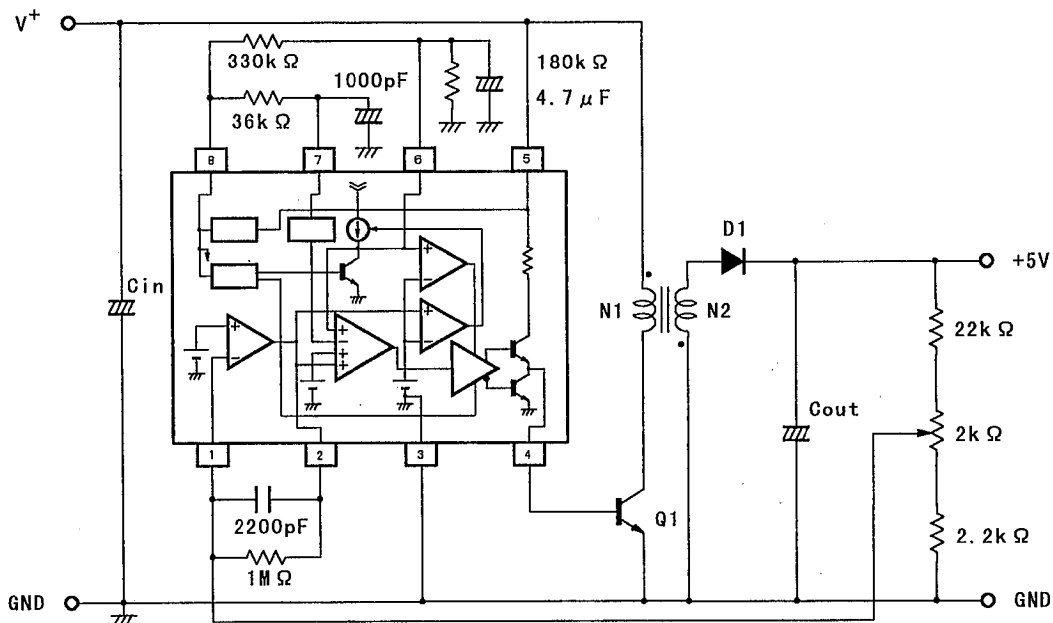 V+
330kΩ
1000pF
180kΩ
4.7μF
36kΩ
8
7
6
5
+
−
+
−
+
−
+
−
+
+
D1
+5V
Cin
N1
N2
22kΩ
Cout
2kΩ
1
2
3
4
2200pF
Q1
2.2kΩ
1MΩ
GND
GND